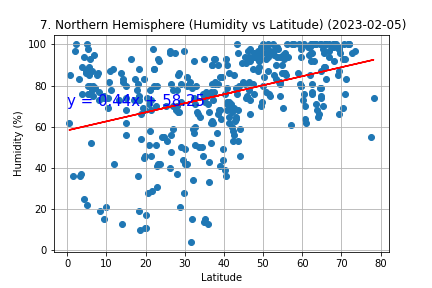 7. Northern Hemisphere (Humidity vs Latitude) (2023-02-05)
100
80
60
40
20
0
Humidity (%)
y = 0.44x + 58.25
0 10 20 30 40 50 60 70 80
Latitude